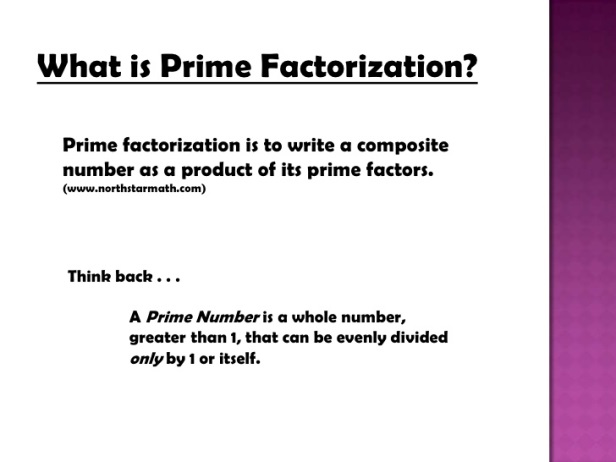 What is Prime Factorization?
Prime factorization is to write a composite
number as a product of its prime factors.
(www.northstarmath.com)
Think back . . .
A Prime Number is a whole number,
greater than 1, that can be evenly divided
only by 1 or itself.